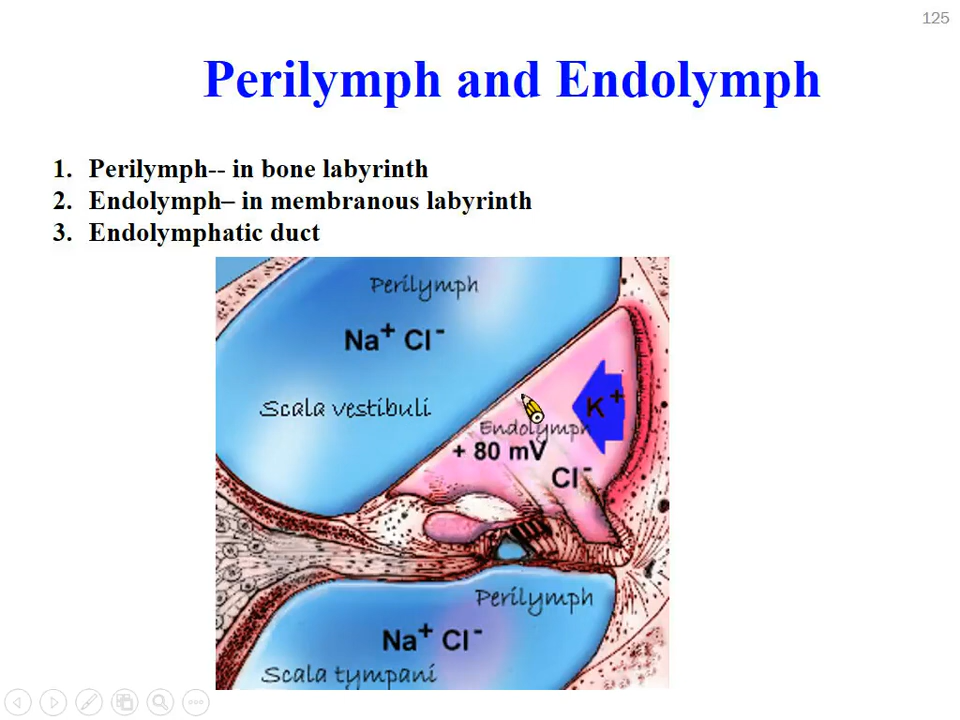 125
Perilymph and Endolymph
1. Perilymph-- in bone labyrinth
2. Endolymph– in membranous labyrinth
3. Endolymphatic duct
Perilymph
Na+ Cl-
Scala vestibuli
K+
Endolymph
+ 80 mV
Cl-
Perilymph
Na+ Cl-
Scala tympani